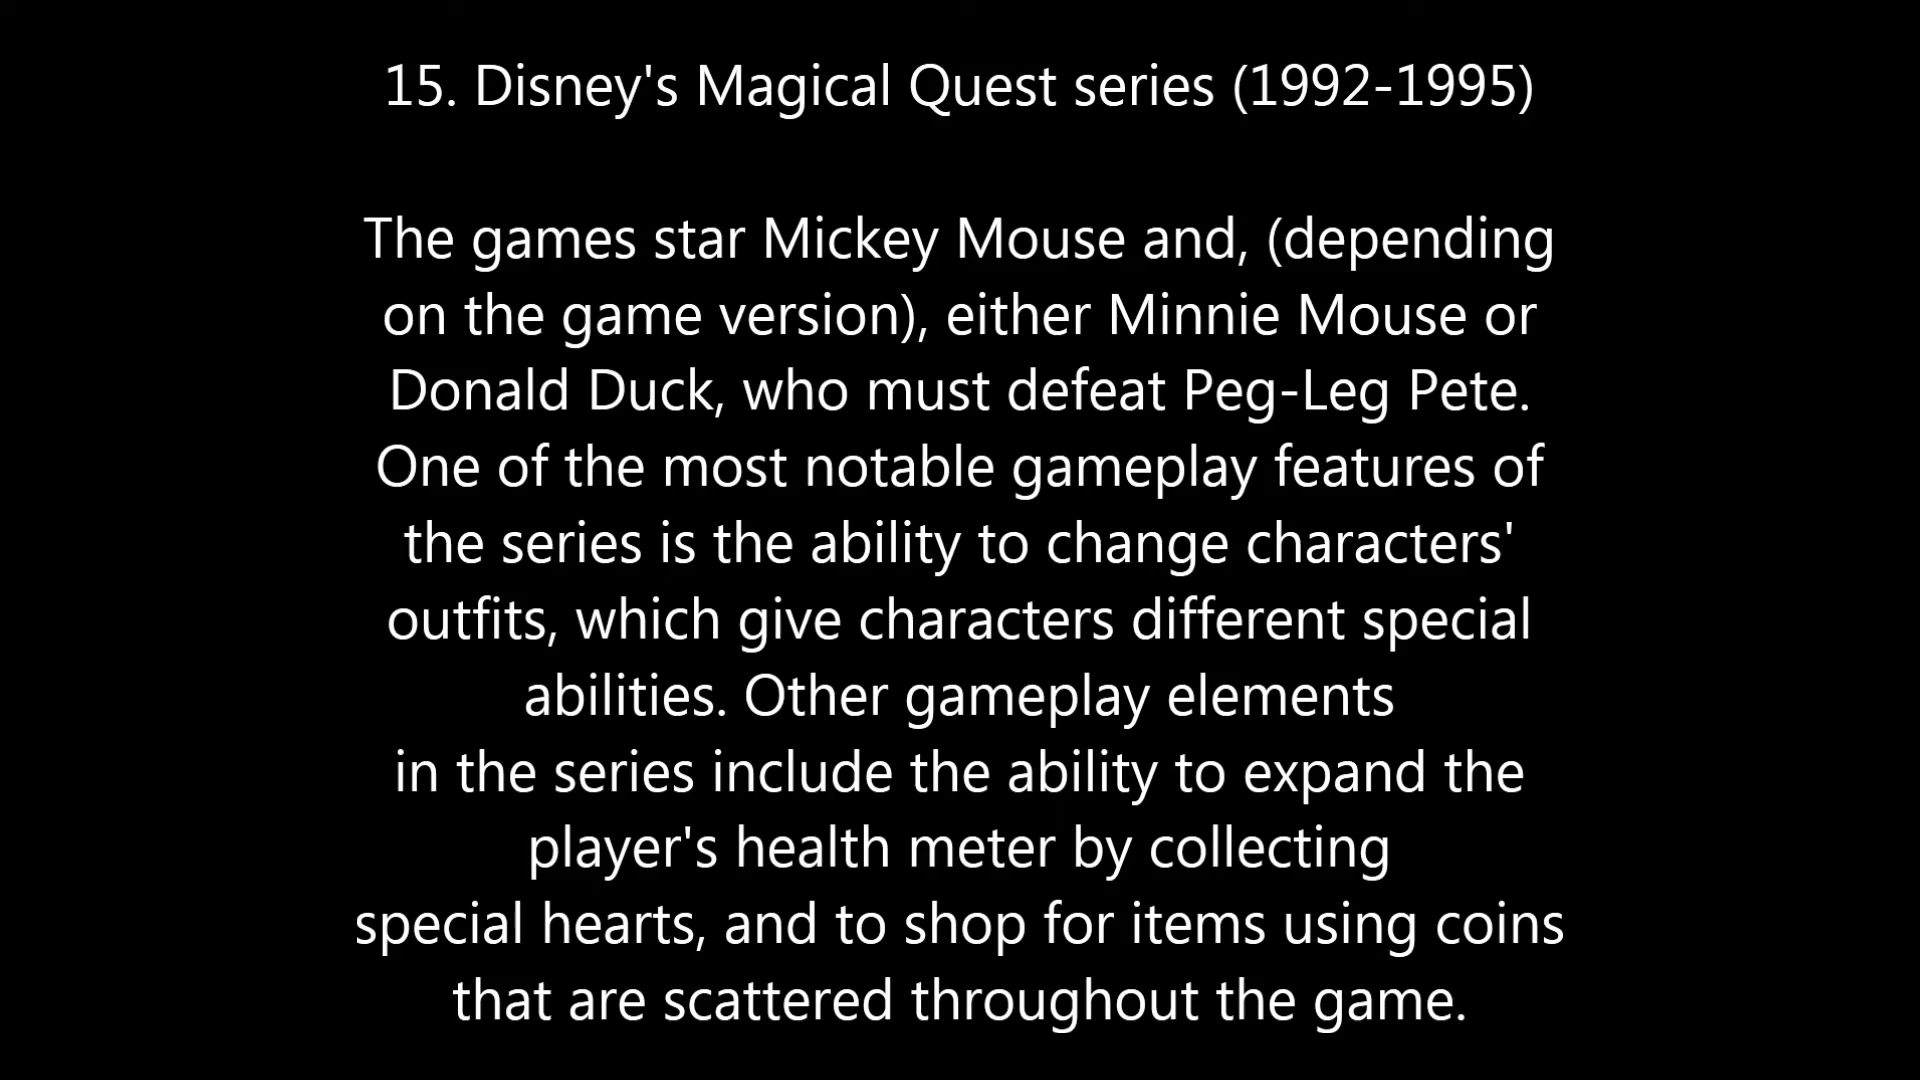 15. Disney's Magical Quest series (1992-1995)
The games star Mickey Mouse and, (depending
on the game version), either Minnie Mouse or
Donald Duck, who must defeat Peg-Leg Pete.
One of the most notable gameplay features of
the series is the ability to change characters'
outfits, which give characters different special
abilities. Other gameplay elements
in the series include the ability to expand the
player's health meter by collecting
special hearts, and to shop for items using coins
that are scattered throughout the game.